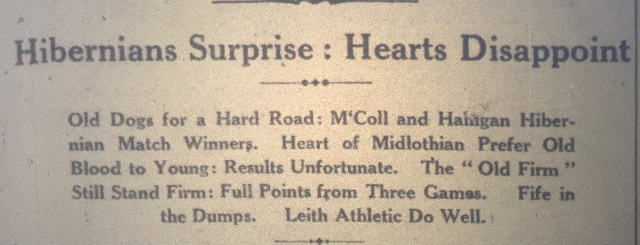 Hibernians Surprise : Hearts Disappoint
Old Dogs for a Hard Road: M'Coll and Hahagan Hiber-
nian Match Winners. Heart of Midlothian Prefer Old
Blood to Young: Results Unfortunate. The "Old Firm"
Still Stand Firm: Full Points from Three Games. Fife in
the Dumps. Leith Athletic Do Well.